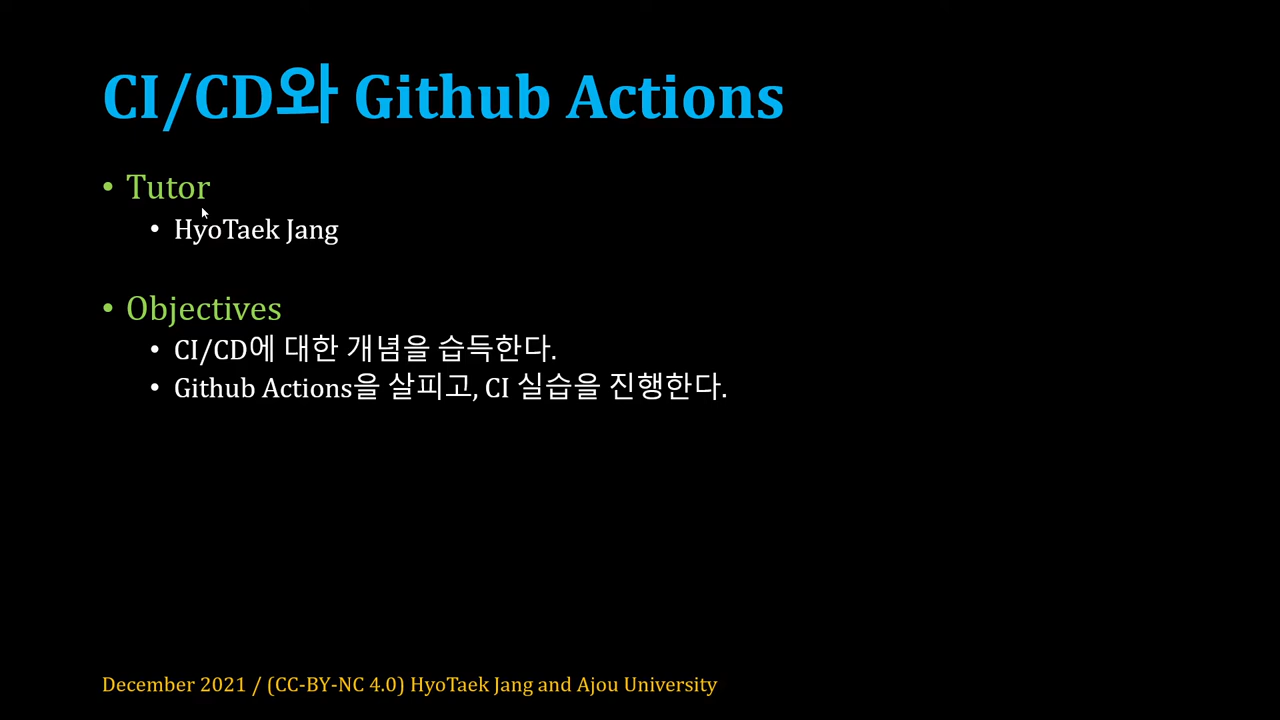 CI/CD와 Github Actions
• Tutor
• HyoTaek Jang
• Objectives
• CI/CD에 대한 개념을 습득한다.
• Github Actions을 살피고, CI 실습을 진행한다.
December 2021 / (CC-BY-NC 4.0) HyoTaek Jang and Ajou University